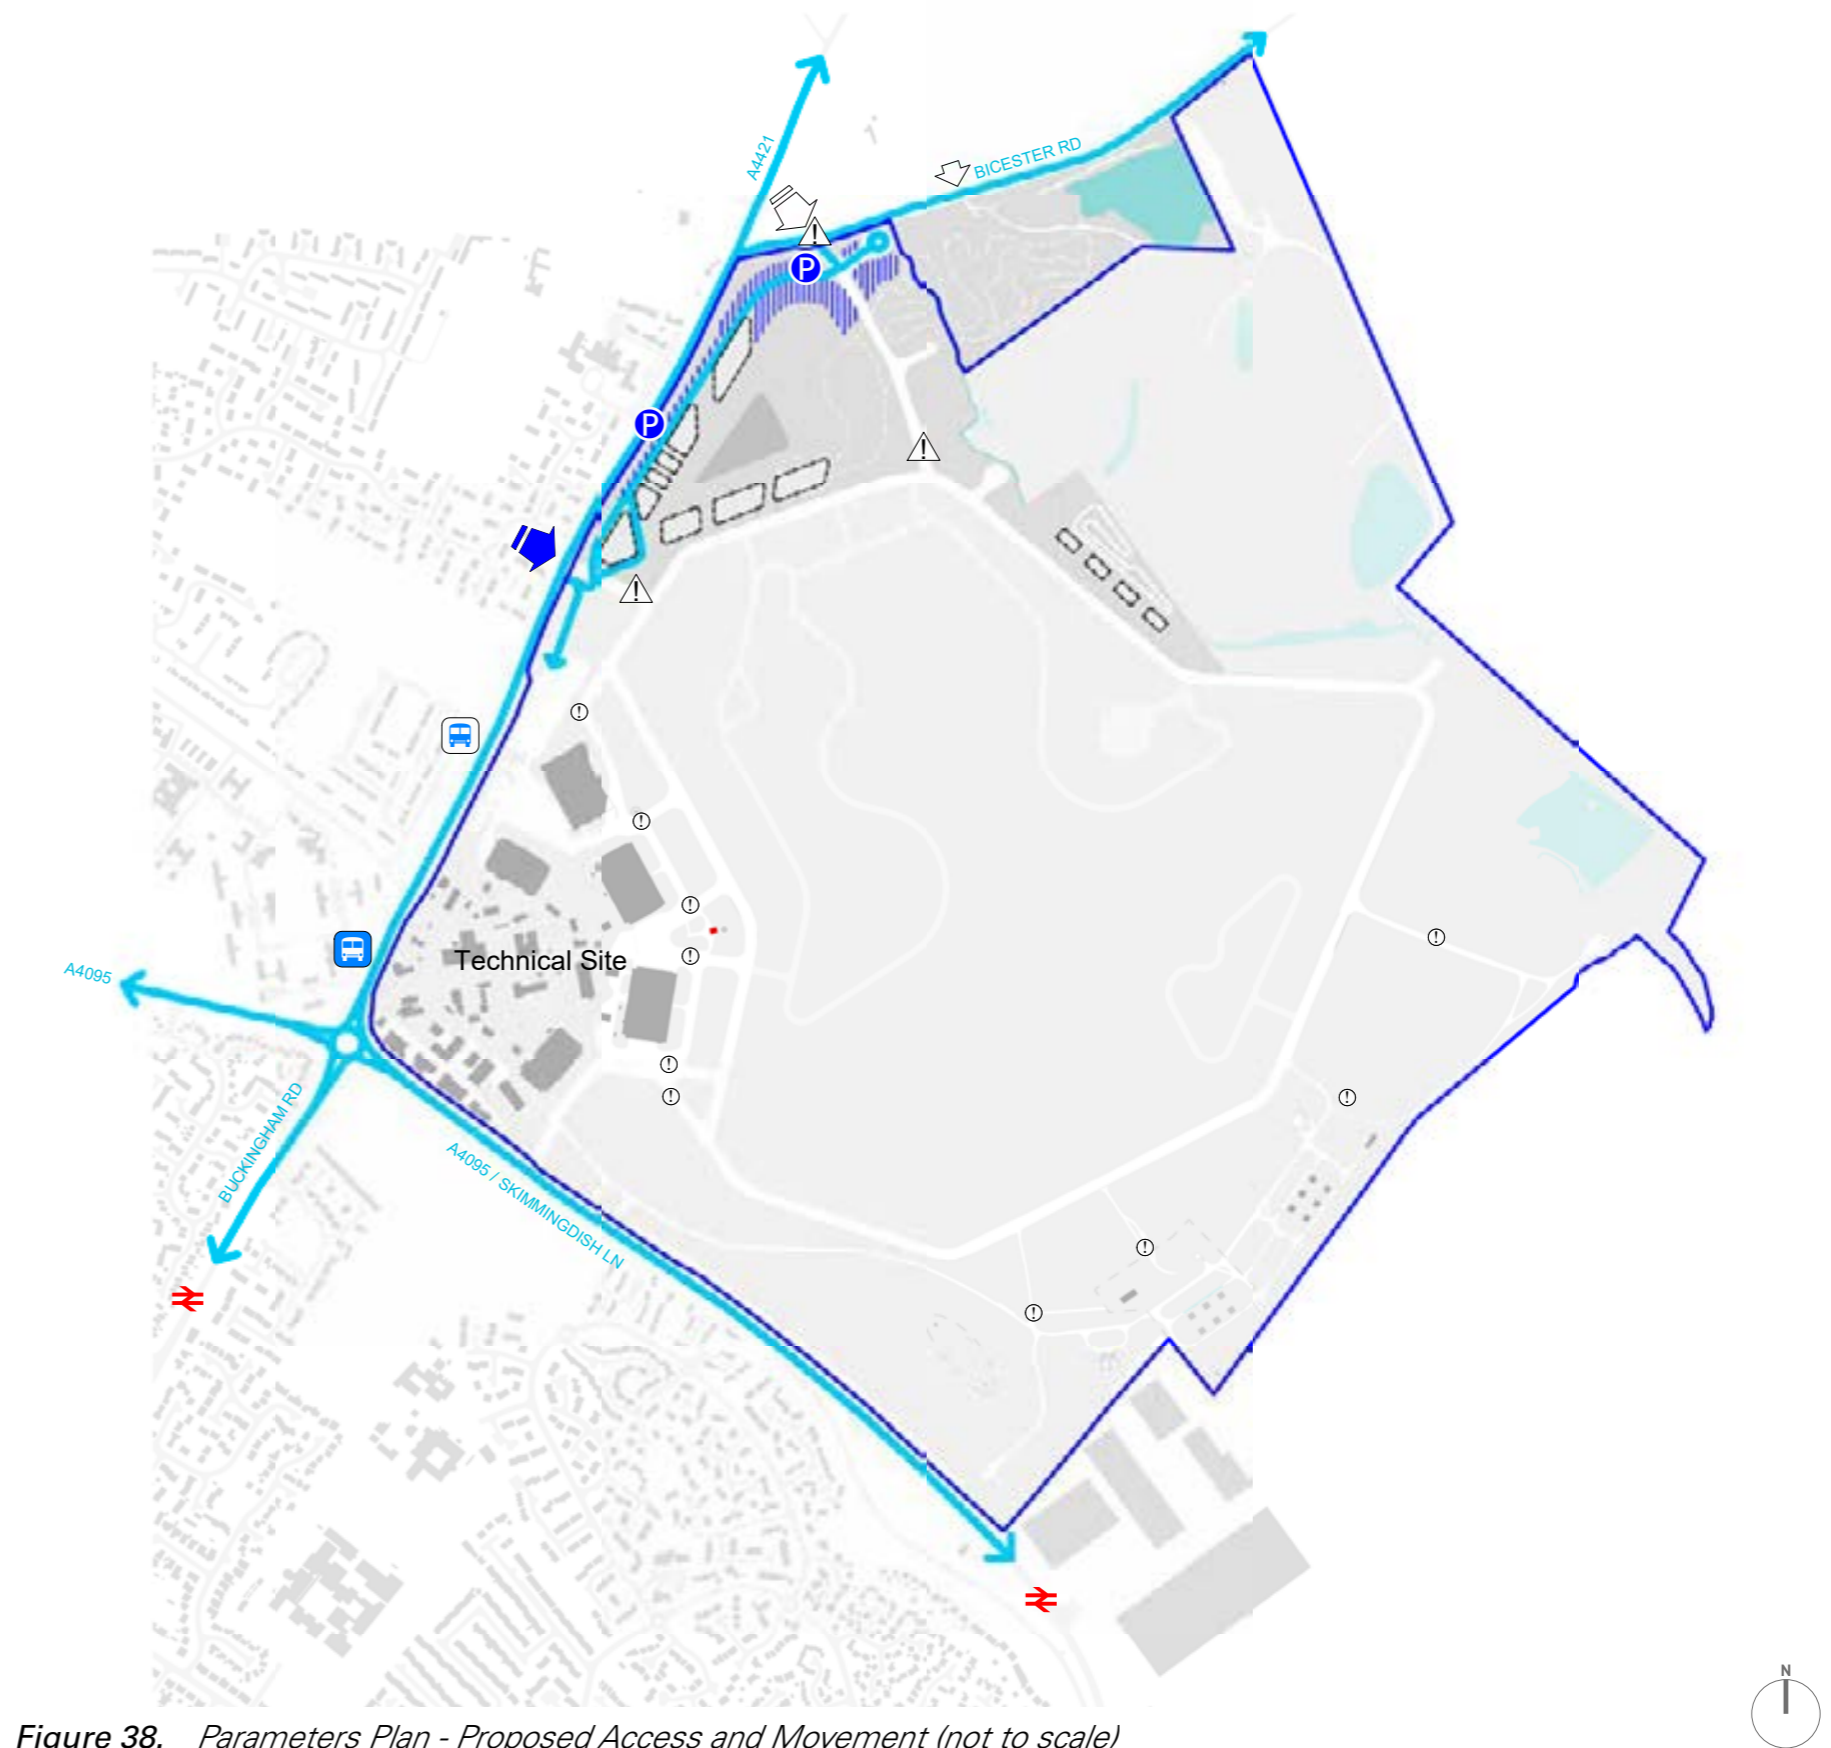 A4421
BICESTER RD
P
P
Technical Site
A4095
BUCKINGHAM RD
A4095 / SKIMMINGDISH LN
N
Figure 38. Parameters Plan - Proposed Access and Movement (not to scale)